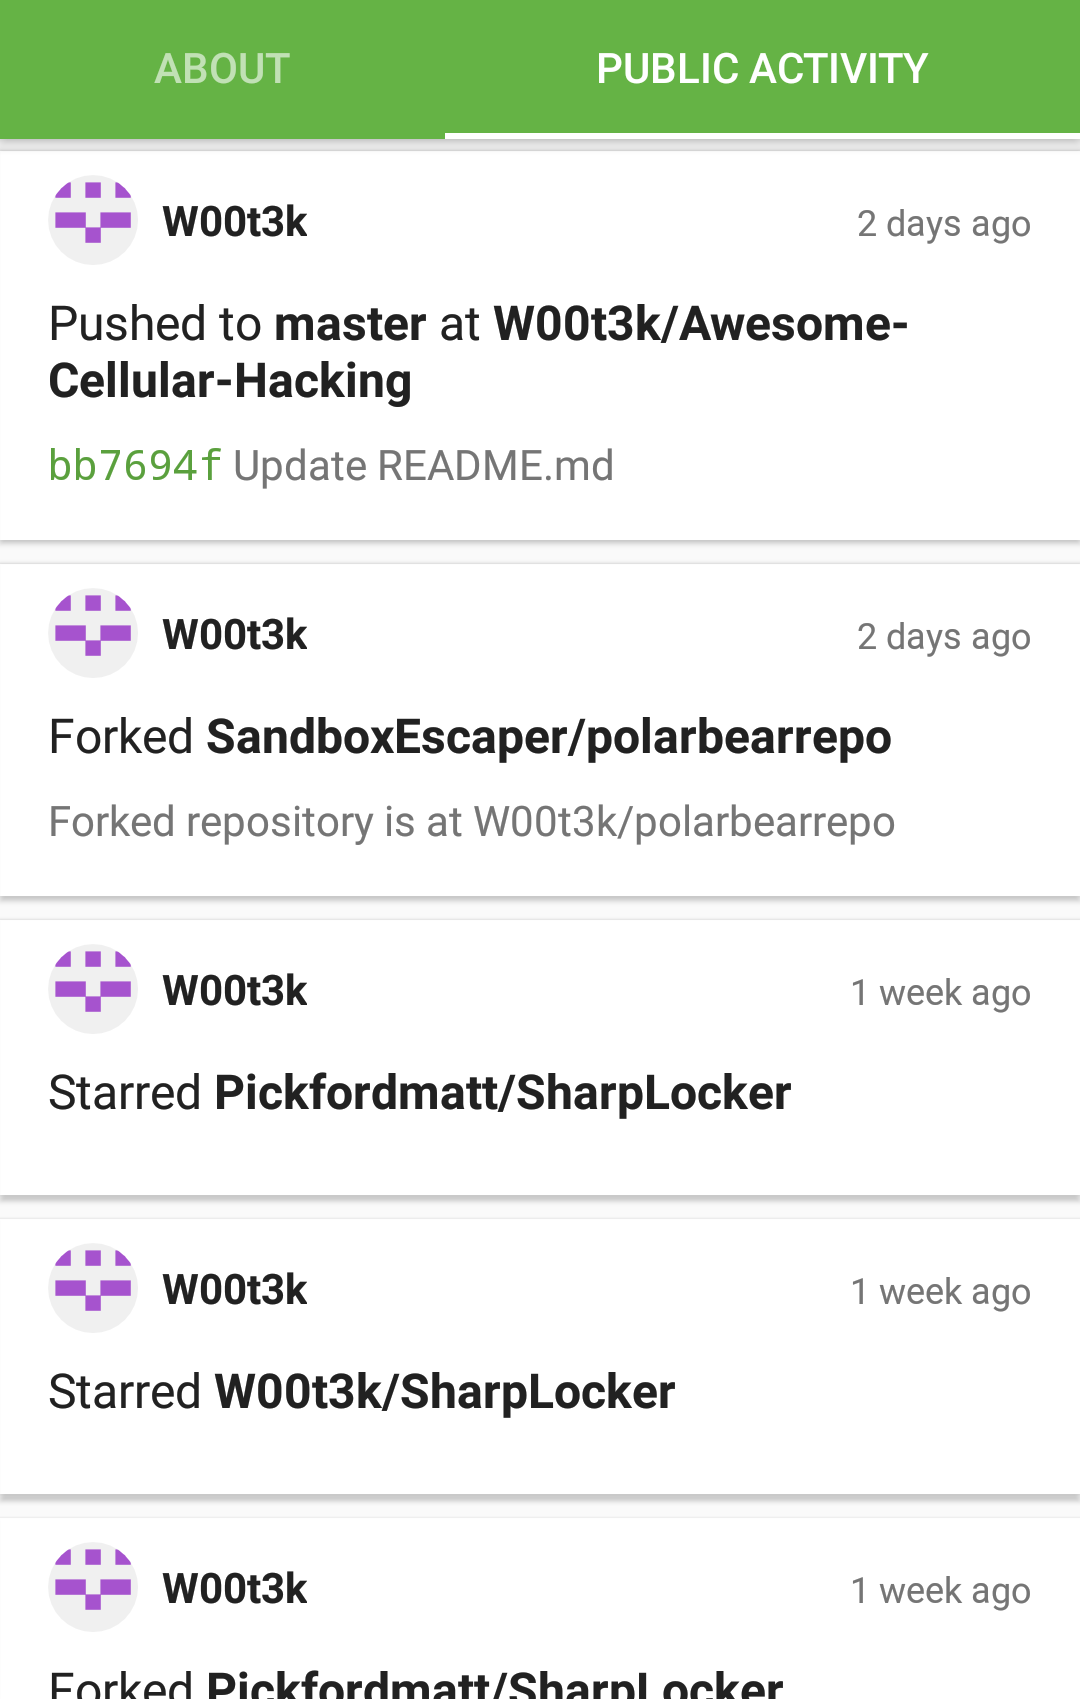 ABOUT
PUBLIC ACTIVITY
W00t3k
2 days ago
Pushed to master at W00t3k/Awesome-
Cellular-Hacking
bb7694f Update README.md
W00t3k
2 days ago
Forked SandboxEscaper/polarbearrepo
Forked repository is at W00t3k/polarbearrepo
W00t3k
1 week ago
Starred Pickfordmatt/SharpLocker
W00t3k
1 week ago
Starred W00t3k/SharpLocker
W00t3k
1 week ago
Forked Pickfordmatt/SharpLocker